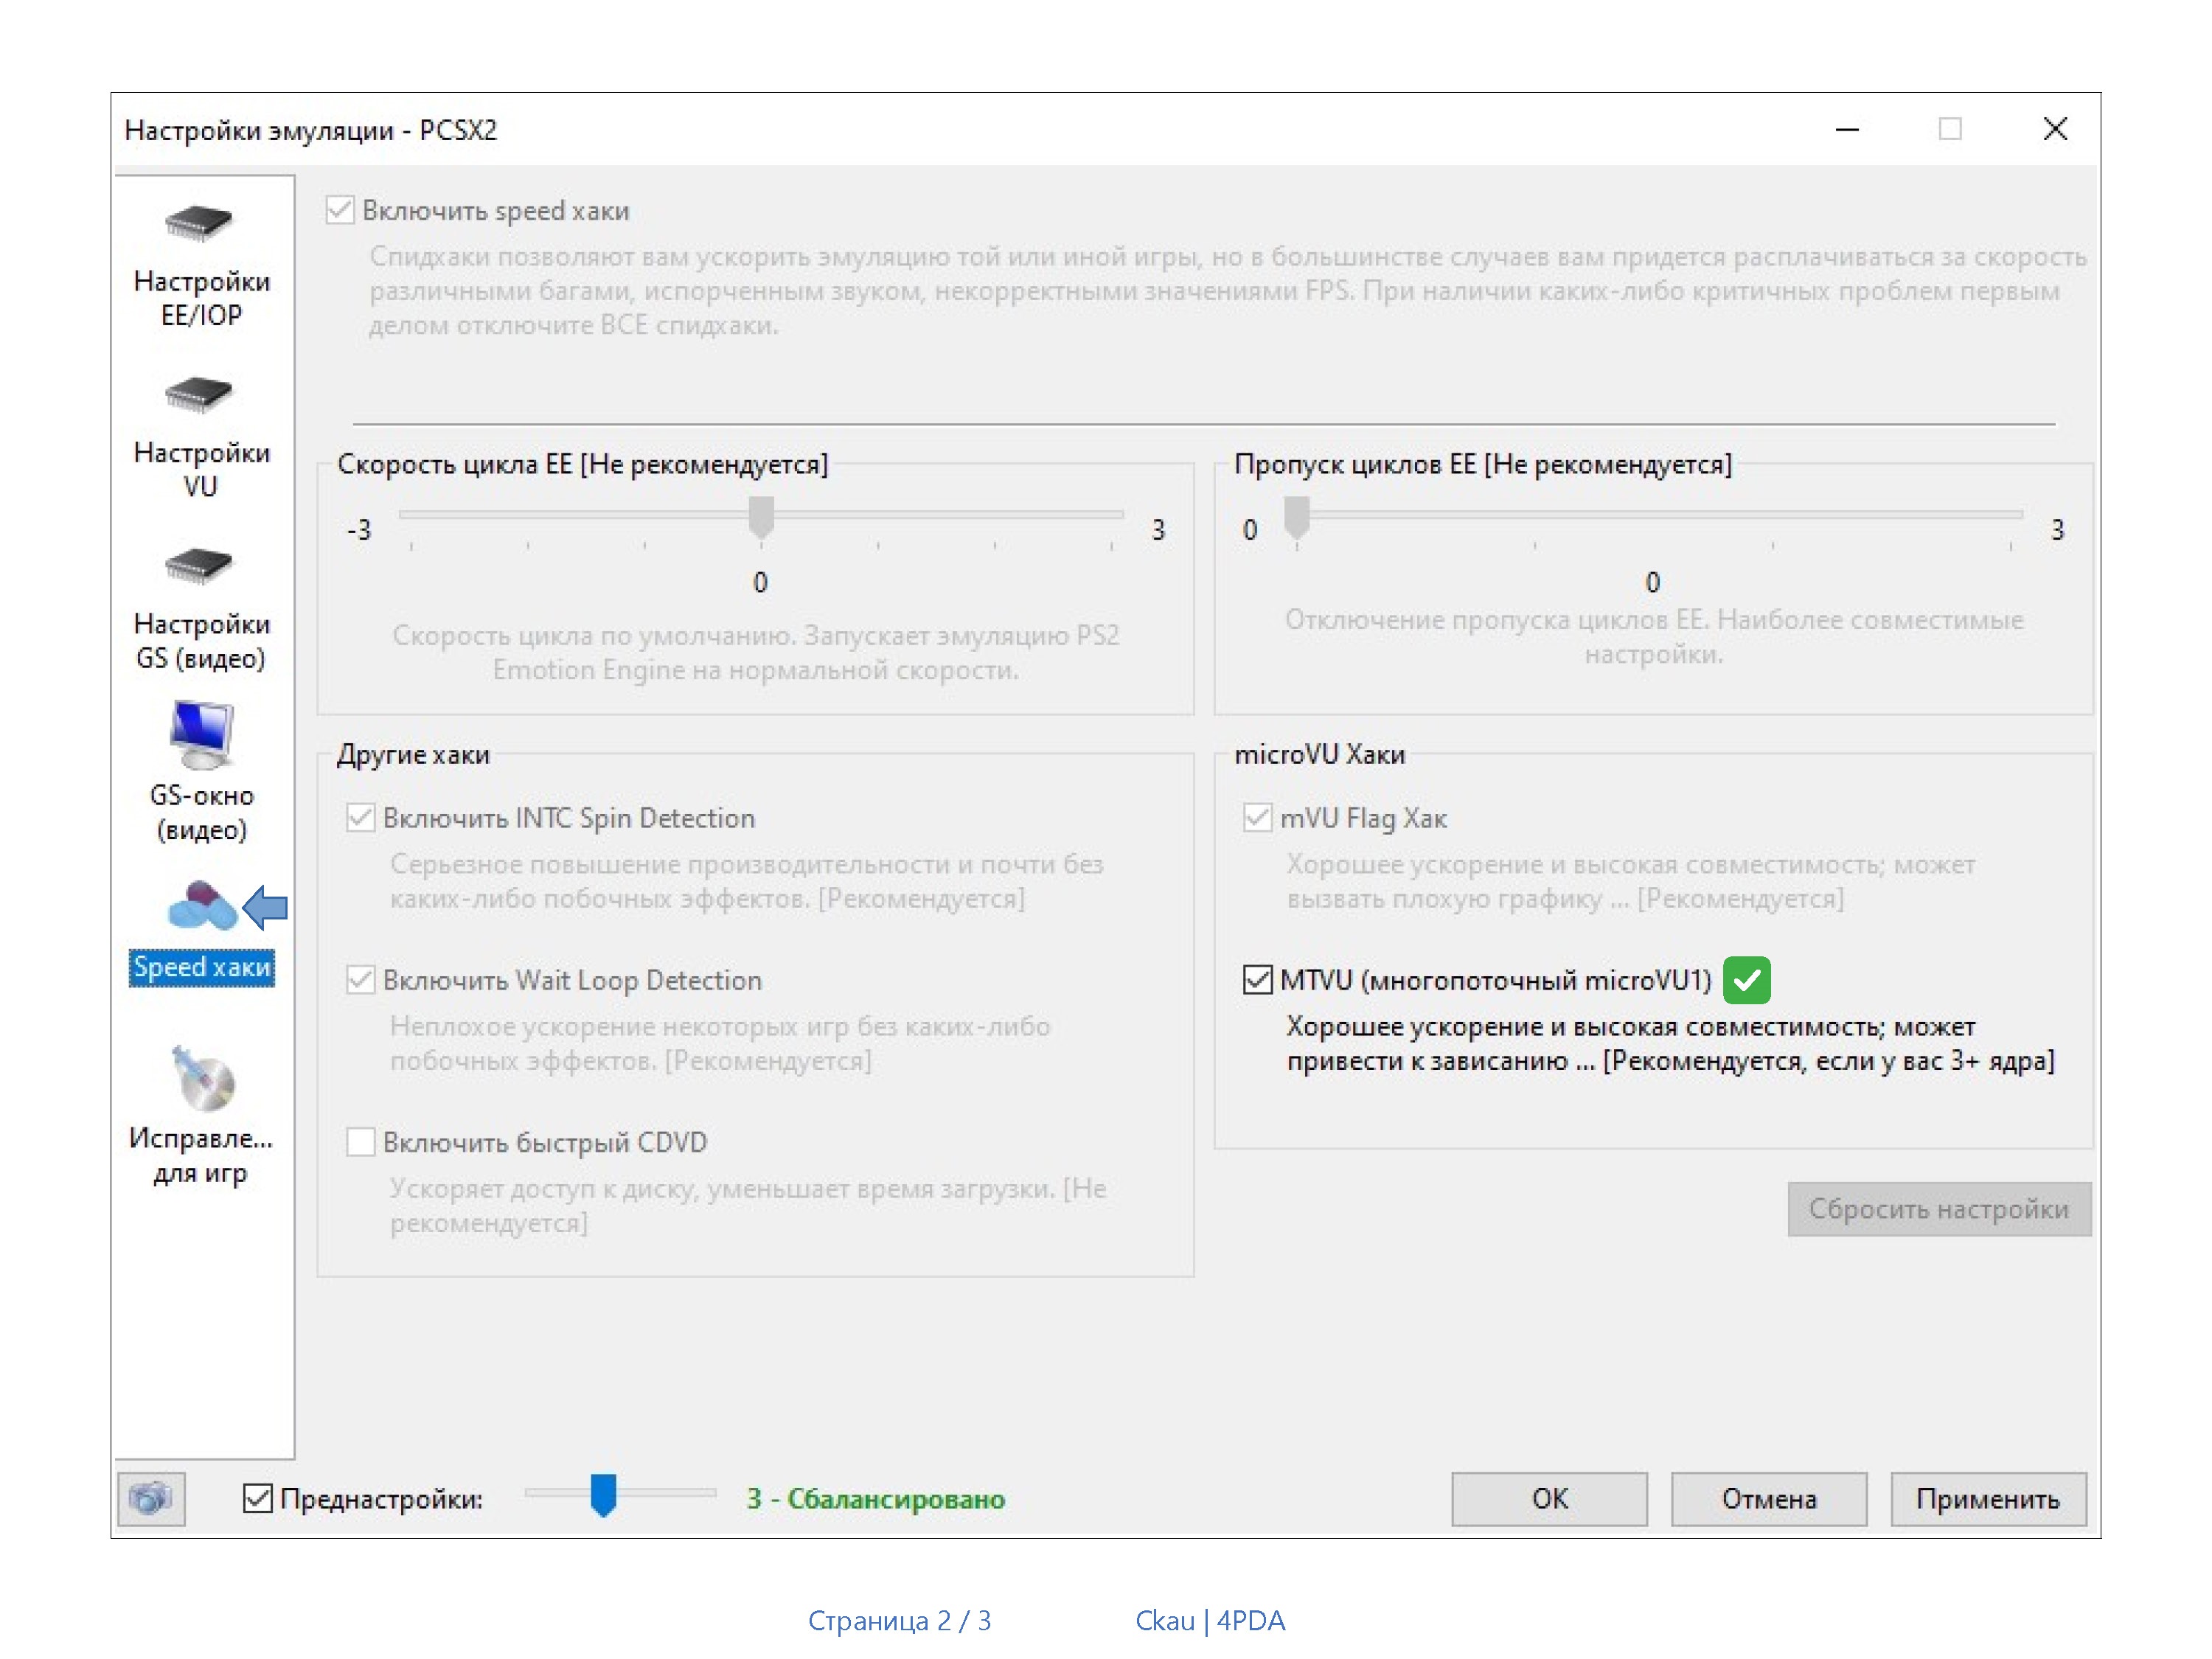 Настройки эмуляции - PCSX2
Настройки
EE/IOP
Настройки
VU
Настройки
GS (видео)
GS-окно
(видео)
Speed хаки
Исправле...
для игр
Включить speed хаки
Спидхаки позволяют вам ускорить эмуляцию той или иной игры, но в большинстве случаев вам придется расплачиваться за скорость
различными багами, испорченным звуком, некорректными значениями FPS. При наличии каких-либо критичных проблем первым
делом отключите ВСЕ спидхаки.
Скорость цикла EE [Не рекомендуется]
-3
3
0
Скорость цикла по умолчанию. Запускает эмуляцию PS2
Emotion Engine на нормальной скорости.
Пропуск циклов EE [Не рекомендуется]
0
3
0
Отключение пропуска циклов EE. Наиболее совместимые
настройки.
Другие хаки
Включить INTC Spin Detection
Серьезное повышение производительности и почти без
каких-либо побочных эффектов. [Рекомендуется]
Включить Wait Loop Detection
Неплохое ускорение некоторых игр без каких-либо
побочных эффектов. [Рекомендуется]
Включить быстрый CDVD
Ускоряет доступ к диску, уменьшает время загрузки. [Не
рекомендуется]
microVU Хаки
mVU Flag Хак
Хорошее ускорение и высокая совместимость; может
вызвать плохую графику ... [Рекомендуется]
MTVU (многопоточный microVU1)
Хорошее ускорение и высокая совместимость; может
привести к зависанию ... [Рекомендуется, если у вас 3+ ядра]
Сбросить настройки
Преднастройки:
3 - Сбалансировано
OK
Отмена
Применить
Страница 2 / 3
Ckau | 4PDA